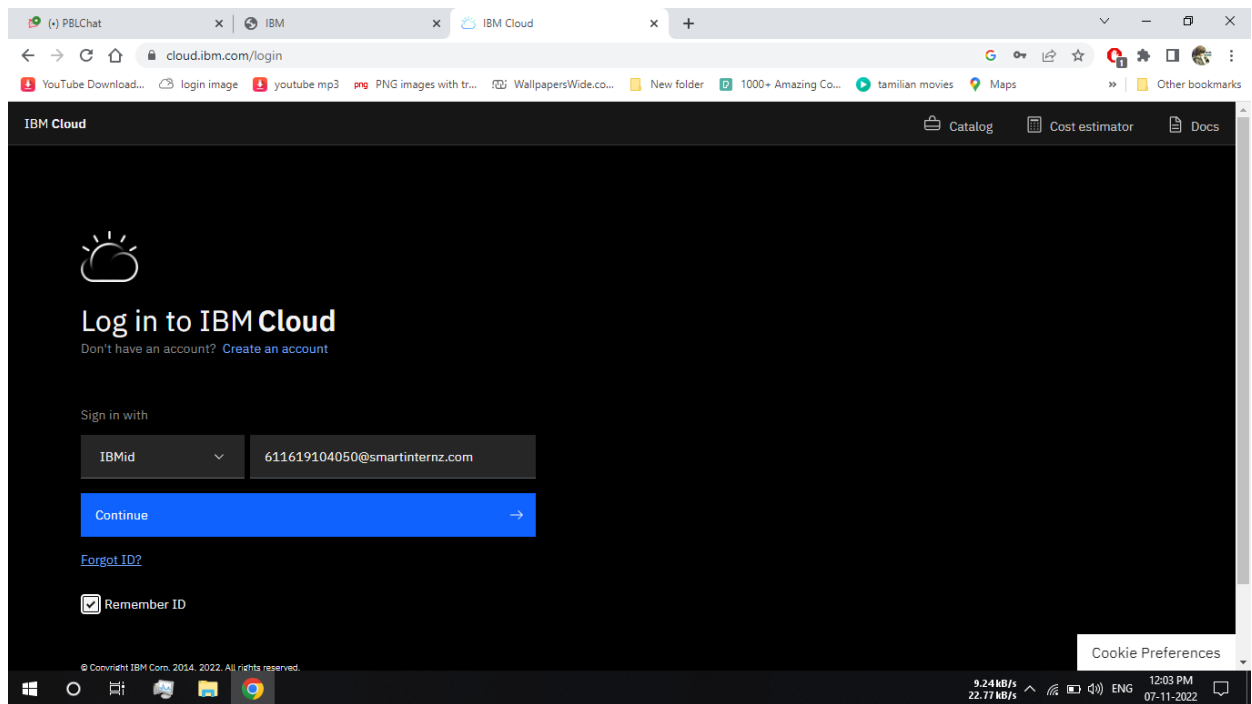 (•) PBLChat
IBM
IBM Cloud
cloud.ibm.com/login
YouTube Download... login image youtube mp3 png PNG images with tr... WallpapersWide.co... New folder 1000+ Amazing Co... tamilian movies Maps » Other bookmarks
IBM Cloud Catalog Cost estimator Docs
Log in to IBM Cloud
Don't have an account? Create an account
Sign in with
IBMid 611619104050@smartinternz.com
Continue
Forgot ID?
Remember ID
Cookie Preferences
© Copyright IBM Corp. 2014, 2022. All rights reserved.
9.24 kB/s
22.77 kB/s
ENG
12:03 PM
07-11-2022